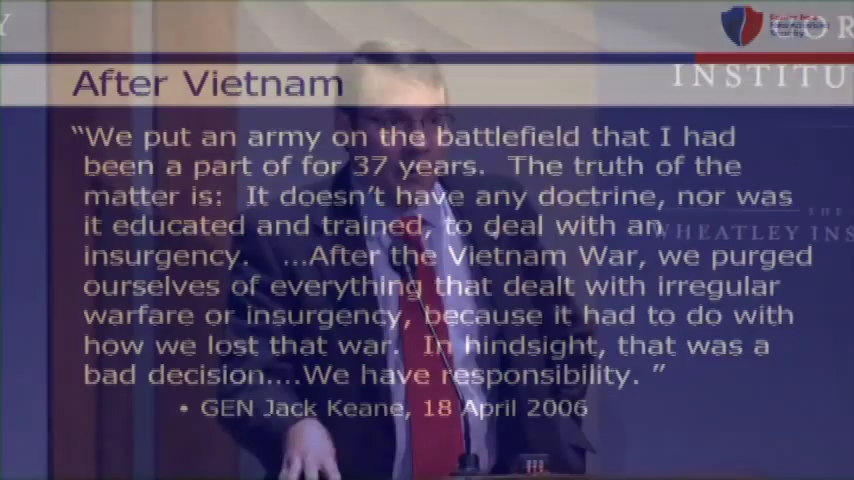 Y
COR
INSTITU
After Vietnam
“We put an army on the battlefield that I had
been a part of for 37 years. The truth of the
matter is: It doesn’t have any doctrine, nor was
it educated and trained, to deal with an
insurgency. ...After the Vietnam War, we purged
ourselves of everything that dealt with irregular
warfare or insurgency, because it had to do with
how we lost that war. In hindsight, that was a
bad decision....We have responsibility. ”
• GEN Jack Keane, 18 April 2006
THE
WHEATLEY INS